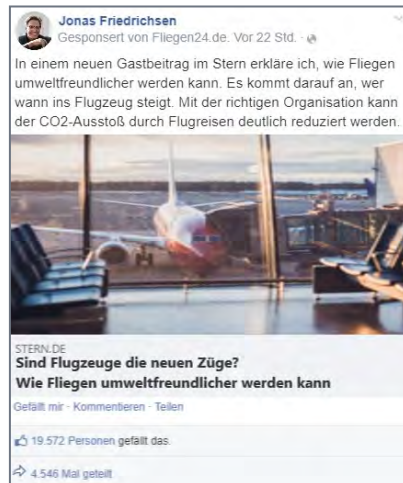 Jonas Friedrichsen
Gesponsert von Fliegen24.de. Vor 22 Std. ·
In einem neuen Gastbeitrag im Stern erkläre ich, wie Fliegen
umweltfreundlicher werden kann. Es kommt darauf an, wer
wann ins Flugzeug steigt. Mit der richtigen Organisation kann
der CO2-Ausstoß durch Flugreisen deutlich reduziert werden.
STERN.DE
Sind Flugzeuge die neuen Züge?
Wie Fliegen umweltfreundlicher werden kann
Gefällt mir · Kommentieren · Teilen
19.572 Personen gefällt das.
4.546 Mal geteilt